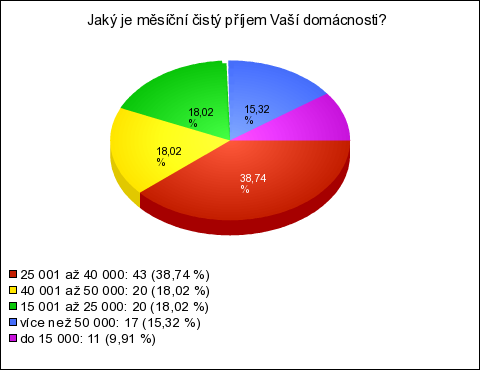 Jaký je měsíční čistý příjem Vaší domácnosti?
15,32
%
18,02
%
18,02
%
38,74
%
25 001 až 40 000: 43 (38,74 %)
40 001 až 50 000: 20 (18,02 %)
15 001 až 25 000: 20 (18,02 %)
více než 50 000: 17 (15,32 %)
do 15 000: 11 (9,91 %)